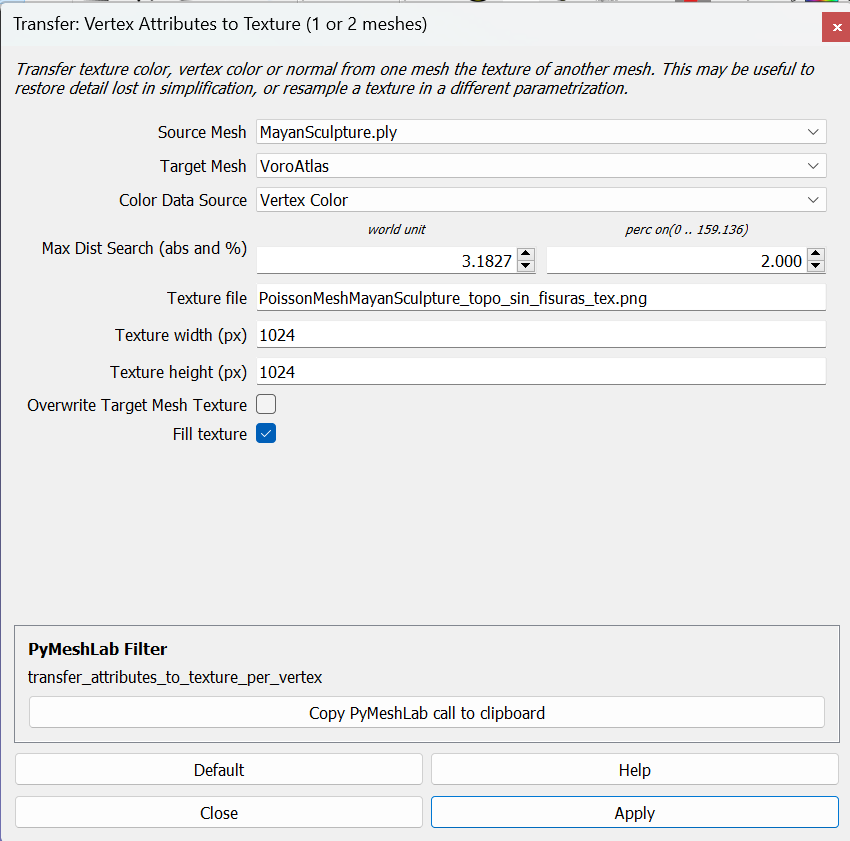 Transfer: Vertex Attributes to Texture (1 or 2 meshes)
Transfer texture color, vertex color or normal from one mesh the texture of another mesh. This may be useful to
restore detail lost in simplification, or resample a texture in a different parametrization.
Source Mesh MayanSculpture.ply
Target Mesh VoroAtlas
Color Data Source Vertex Color
world unit perc on(0 .. 159.136)
Max Dist Search (abs and %) 3.1827 2.000
Texture file PoissonMeshMayanSculpture_topo_sin_fisuras_tex.png
Texture width (px) 1024
Texture height (px) 1024
Overwrite Target Mesh Texture
Fill texture
PyMeshLab Filter
transfer_attributes_to_texture_per_vertex
Copy PyMeshLab call to clipboard
Default Help
Close Apply